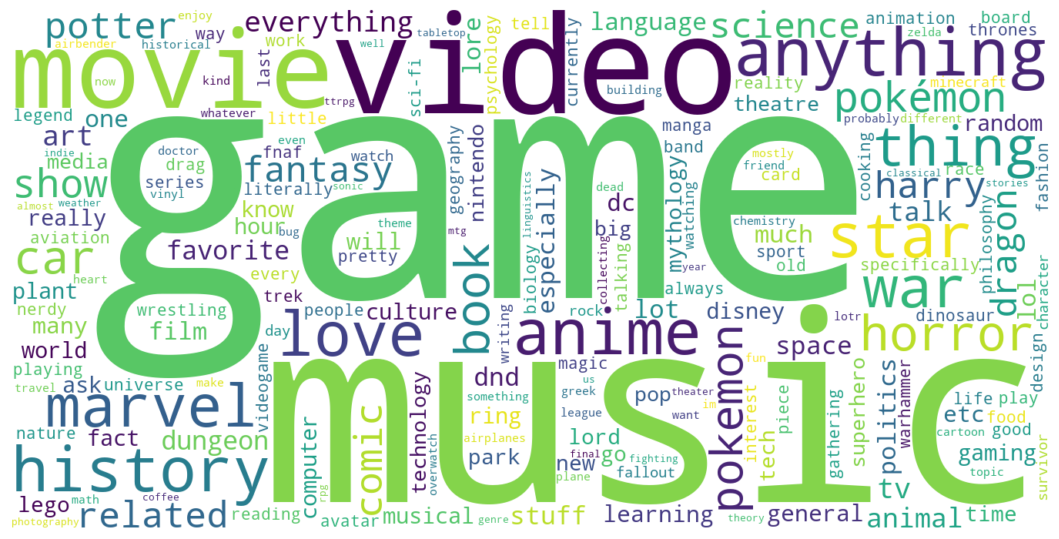 potter
enjoy
everything
tabletop
tell
language
science
animation
board
airbender
historical
way
last
work
well
lore
psychology
currently
zelda
thrones
movie
video
anything
now
kind
ttrpg
sci-fi
building
reality
minecraft
legend
one
whatever
little
theatre
pokémon
probably
different
random
indie
art
doctor
even
game
manga
band
friend
mostly
card
media
drag
fantasy
watch
fnaf
geography
nintendo
mythology
watching
cooking
thing
classical
race
stories
fashion
show
series
vinyl
literally
sonic
linguistics
dead
dc
harry
almost
weather
really
know
theme
will
mtg
big
chemistry
much
talk
philosophy
dragon
lol
character
aviation
hour
bug
favorite
pretty
book
biology
especially
collecting
talking
sport
old
star
specifically
car
heart
every
year
always
plant
wrestling
trek
rock
lot
disney
war
nerdy
film
people
culture
lotr
dinosaur
many
day
love
writing
anime
space
horror
design
world
playing
magic
fun
travel
make
ask
universe
videogame
dnd
something
greek
us
pop
theater
want
im
interest
piece
superhero
politics
warhammer
life
play
marvel
comic
technology
ring
league
pokemon
tech
etc
food
nature
fact
dungeon
computer
airplanes
music
lord
go
cartoon
good
history
park
final
fighting
new
fallout
gathering
gaming
survivor
math
coffee
rpg
overwatch
plane
tv
topic
lego
photography
related
reading
avatar
musical
genre
stuff
learning
theory
general
animal
time